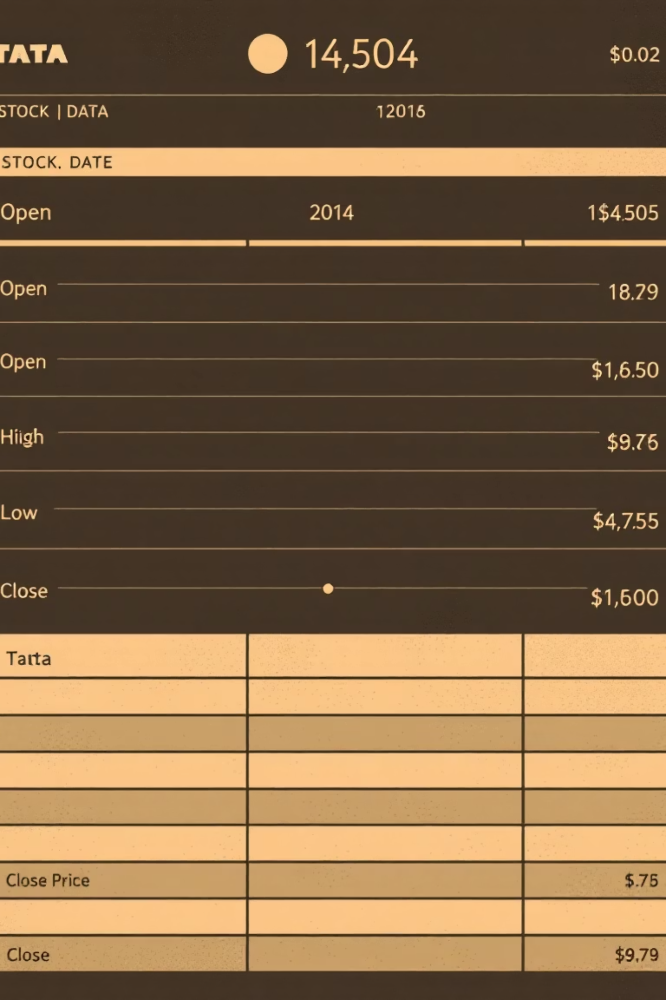 TATA 14,504 $0.02
STOCK | DATA 12016
STOCK. DATE
Open 2014 1$4.505
Open 18.79
Open $1,6.50
Hiigh $9.76
Low $4,7.55
Close $1,600
Tatta
Close Price $.75
Close $9,79